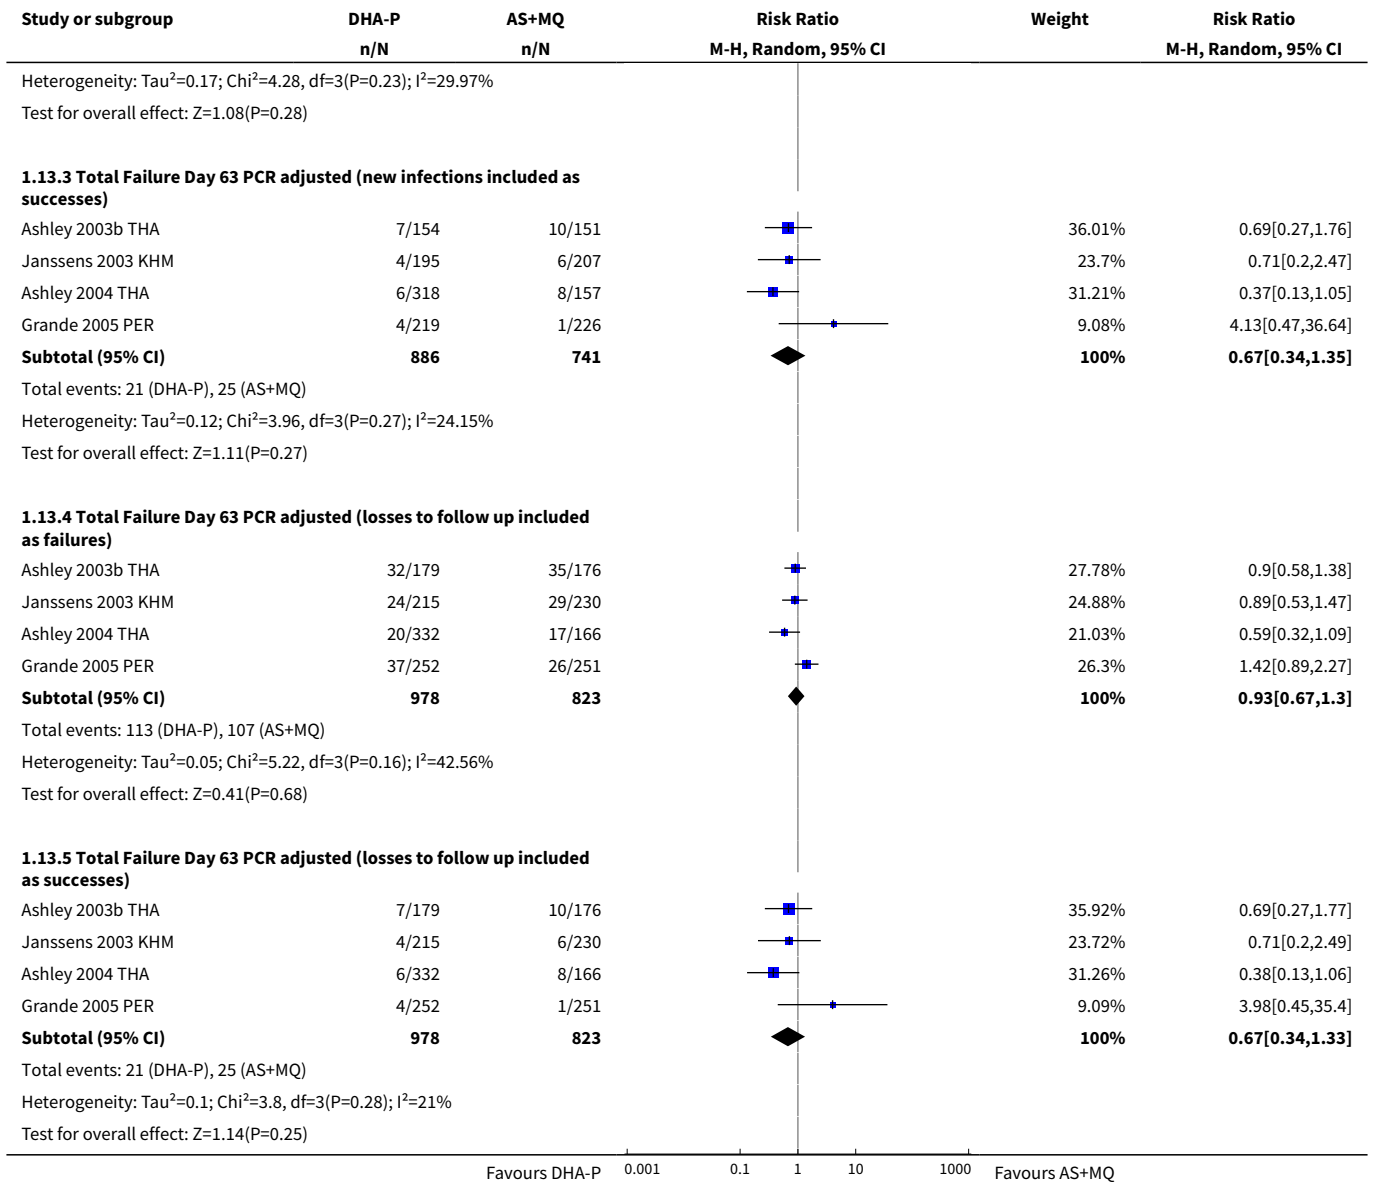 Study or subgroup DHA-P AS+MQ Risk Ratio Weight Risk Ratio
n/N n/N M-H, Random, 95% CI M-H, Random, 95% CI
Heterogeneity: Tau²=0.17; Chi²=4.28, df=3(P=0.23); I²=29.97%
Test for overall effect: Z=1.08(P=0.28)
1.13.3 Total Failure Day 63 PCR adjusted (new infections included as
successes)
Ashley 2003b THA 7/154 10/151 36.01% 0.69[0.27,1.76]
Janssens 2003 KHM 4/195 6/207 23.7% 0.71[0.2,2.47]
Ashley 2004 THA 6/318 8/157 31.21% 0.37[0.13,1.05]
Grande 2005 PER 4/219 1/226 9.08% 4.13[0.47,36.64]
Subtotal (95% CI) 886 741 100% 0.67[0.34,1.35]
Total events: 21 (DHA-P), 25 (AS+MQ)
Heterogeneity: Tau²=0.12; Chi²=3.96, df=3(P=0.27); I²=24.15%
Test for overall effect: Z=1.11(P=0.27)
1.13.4 Total Failure Day 63 PCR adjusted (losses to follow up included
as failures)
Ashley 2003b THA 32/179 35/176 27.78% 0.9[0.58,1.38]
Janssens 2003 KHM 24/215 29/230 24.88% 0.89[0.53,1.47]
Ashley 2004 THA 20/332 17/166 21.03% 0.59[0.32,1.09]
Grande 2005 PER 37/252 26/251 26.3% 1.42[0.89,2.27]
Subtotal (95% CI) 978 823 100% 0.93[0.67,1.3]
Total events: 113 (DHA-P), 107 (AS+MQ)
Heterogeneity: Tau²=0.05; Chi²=5.22, df=3(P=0.16); I²=42.56%
Test for overall effect: Z=0.41(P=0.68)
1.13.5 Total Failure Day 63 PCR adjusted (losses to follow up included
as successes)
Ashley 2003b THA 7/179 10/176 35.92% 0.69[0.27,1.77]
Janssens 2003 KHM 4/215 6/230 23.72% 0.71[0.2,2.49]
Ashley 2004 THA 6/332 8/166 31.26% 0.38[0.13,1.06]
Grande 2005 PER 4/252 1/251 9.09% 3.98[0.45,35.4]
Subtotal (95% CI) 978 823 100% 0.67[0.34,1.33]
Total events: 21 (DHA-P), 25 (AS+MQ)
Heterogeneity: Tau²=0.1; Chi²=3.8, df=3(P=0.28); I²=21%
Test for overall effect: Z=1.14(P=0.25)
Favours DHA-P 0.001 0.1 1 10 1000 Favours AS+MQ